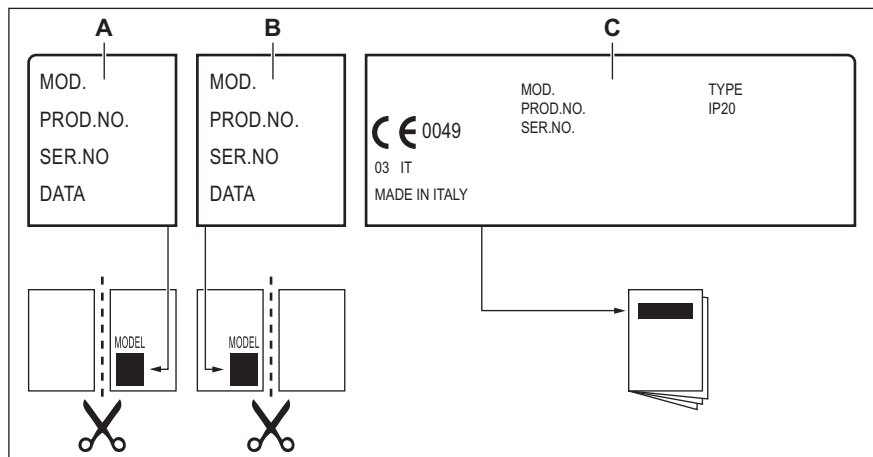 A
B
C
MOD.
PROD.NO.
SER.NO
DATA
MOD.
PROD.NO.
SER.NO
DATA
MOD.
PROD.NO.
SER.NO.
TYPE
IP20
CE 0049
03 IT
MADE IN ITALY
MODEL
MODEL